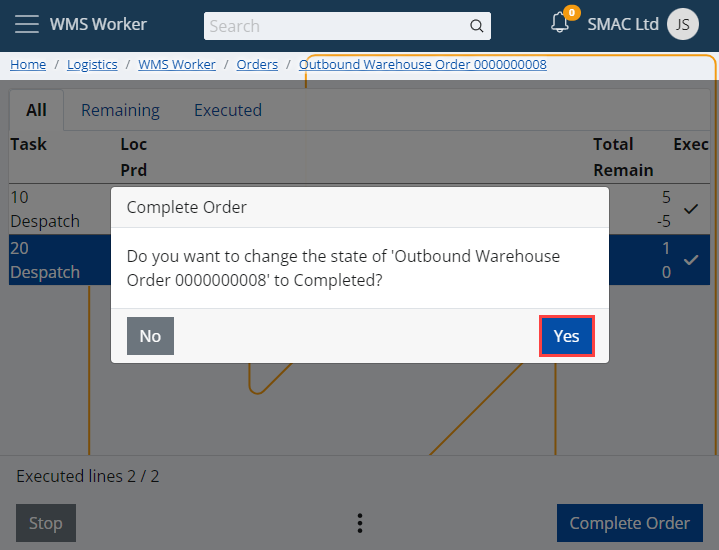 WMS Worker
Search
0
SMAC Ltd
JS
Home / Logistics / WMS Worker / Orders / Outbound Warehouse Order 0000000008
All Remaining Executed
Task Loc Total Exec
Prd Remain
10 5
Despatch -5
20 1
Despatch 0
Complete Order
Do you want to change the state of 'Outbound Warehouse
Order 0000000008' to Completed?
No Yes
Executed lines 2 / 2
Stop Complete Order